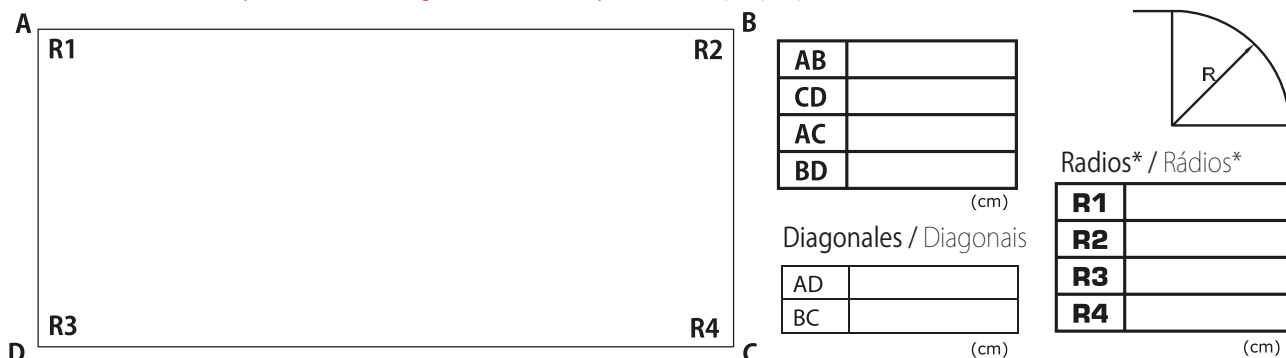 A
B
R1
R2
R3
R4
D
C
AB
CD
AC
BD
(cm)
Diagonales / Diagonais
AD
BC
(cm)
R
Radios* / Rádios*
R1
R2
R3
R4
(cm)